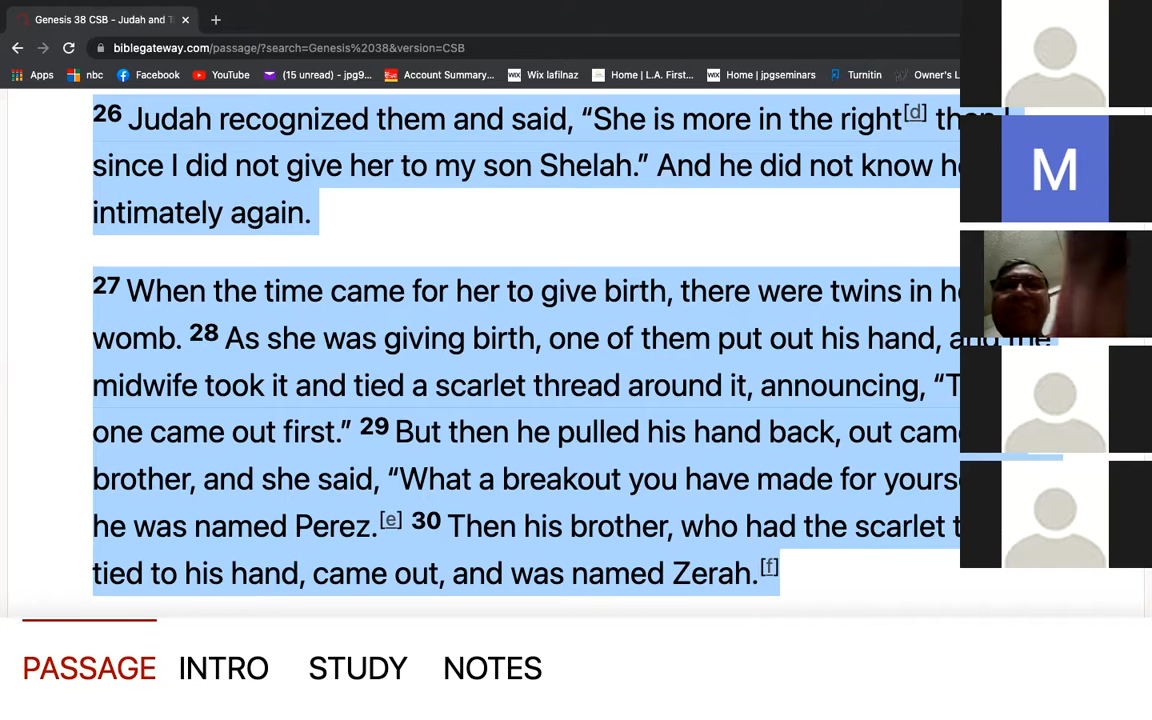 Genesis 38 CSB - Judah and T
biblegateway.com/passage/?search=Genesis%2038&version=CSB
Apps nbc Facebook YouTube (15 unread) - jpg9... Account Summary... Wix lafilnaz Home | L.A. First... Home | jpgseminars Turnitin Owner's L
26 Judah recognized them and said, “She is more in the right[d] than I,
since I did not give her to my son Shelah.” And he did not know
intimately again.
27 When the time came for her to give birth, there were twins in
womb. 28 As she was giving birth, one of them put out his hand, and the
midwife took it and tied a scarlet thread around it, announcing,
one came out first.” 29 But then he pulled his hand back, out
brother, and she said, “What a breakout you have made for
he was named Perez.[e] 30 Then his brother, who had the scarlet
tied to his hand, came out, and was named Zerah.[f]
PASSAGE INTRO STUDY NOTES
M